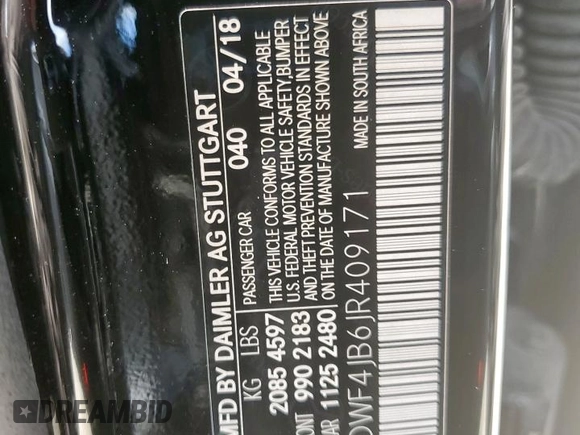 MFD BY DAIMLER AG STUTTGART
040 04/18
KG LBS
2085 4597
990 2183
1125 2480
PASSENGER CAR
THIS VEHICLE CONFORMS TO ALL APPLICABLE
U.S. FEDERAL MOTOR VEHICLE SAFETY,BUMPER
AND THEFT PREVENTION STANDARDS IN EFFECT
ON THE DATE OF MANUFACTURE SHOWN ABOVE
WF4JB6JR409171
MADE IN SOUTH AFRICA
DREAMBID